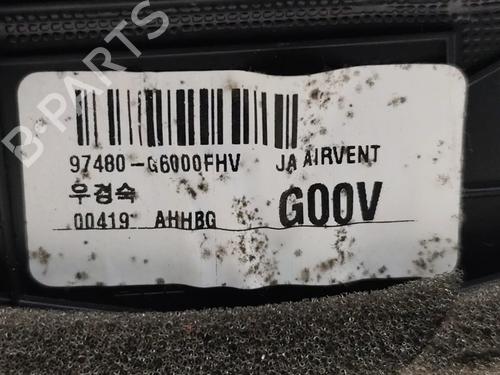 B-PARTS
97480-G6000FHV JA AIRVENT
우경숙
00419 AHHBG G00V